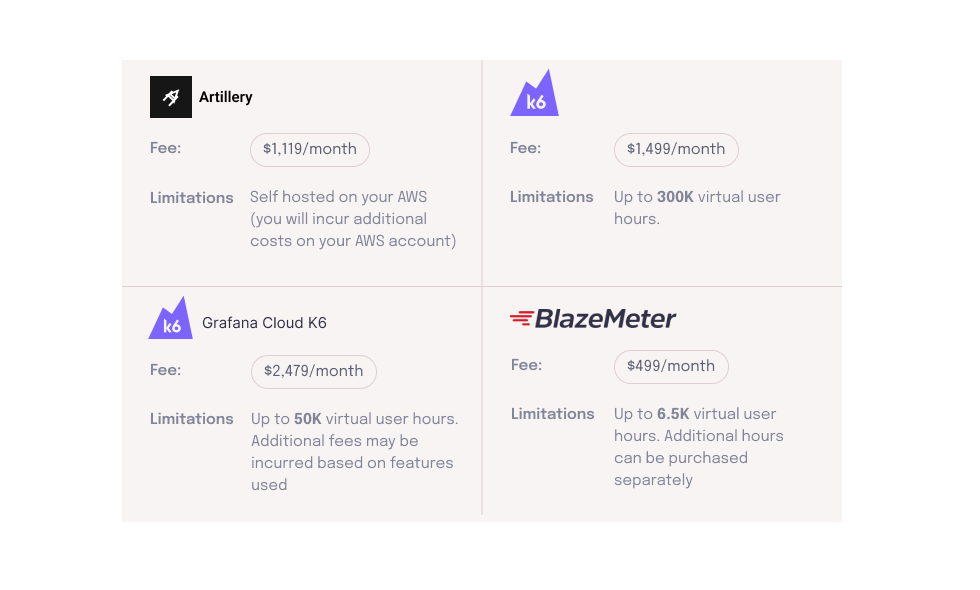 Artillery
Fee:
$1,119/month
Limitations
Self hosted on your AWS
(you will incur additional
costs on your AWS account)
k6
Fee:
$1,499/month
Limitations
Up to 300K virtual user
hours.
k6
Grafana Cloud K6
Fee:
$2,479/month
Limitations
Up to 50K virtual user hours.
Additional fees may be
incurred based on features
used
BlazeMeter
Fee:
$499/month
Limitations
Up to 6.5K virtual user
hours. Additional hours
can be purchased
separately